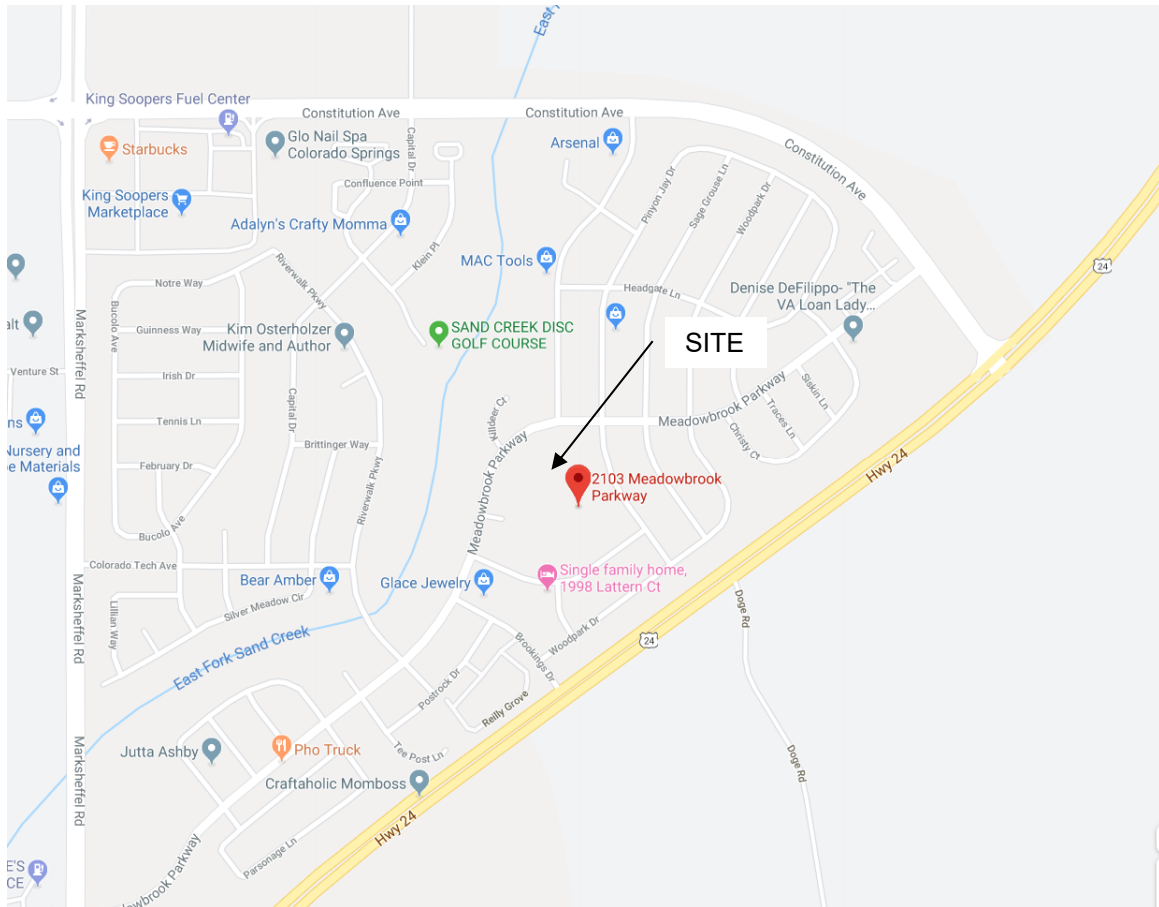 East
King Soopers Fuel Center
Constitution Ave
Constitution Ave
Starbucks
Glo Nail Spa
Colorado Springs
Capital Dr
Arsenal
Constitution Ave
Confluence Point
King Soopers
Marketplace
Adalyn's Crafty Momma
Klein Pl
Pinyon Jay Dr
Sage Grouse Ln
Woodpark Dr
MAC Tools
24
Riverwalk Pkwy
Notre Way
Headgate Ln
Denise DeFilippo- "The
VA Loan Lady...
Bucolo Ave
Marksheffel Rd
alt
Guinness Way
Kim Osterholzer
Midwife and Author
SAND CREEK DISC
GOLF COURSE
SITE
Venture St
Irish Dr
Capital Dr
Killdeer Ct
Meadowbrook Parkway
Siskin Ln
Traces Ln
Christy Ct
ns
Tennis Ln
Brittinger Way
Meadowbrook Parkway
Nursery and
e Materials
February Dr
Riverwalk Pkwy
2103 Meadowbrook
Parkway
Hwy 24
Bucolo Ave
Colorado Tech Ave
Bear Amber
Glace Jewelry
Single family home,
1998 Lattern Ct
Marksheffel Rd
Lillian Way
Silver Meadow Cir
Doge Rd
East Fork Sand Creek
Brookings Dr
Woodpark Dr
24
Postrock Dr
Reilly Grove
Marksheffel Rd
Jutta Ashby
Pho Truck
Tee Post Ln
Craftaholic Momboss
Doge Rd
Hwy 24
Parsonage Ln
E'S
CE
dowbrook Parkway